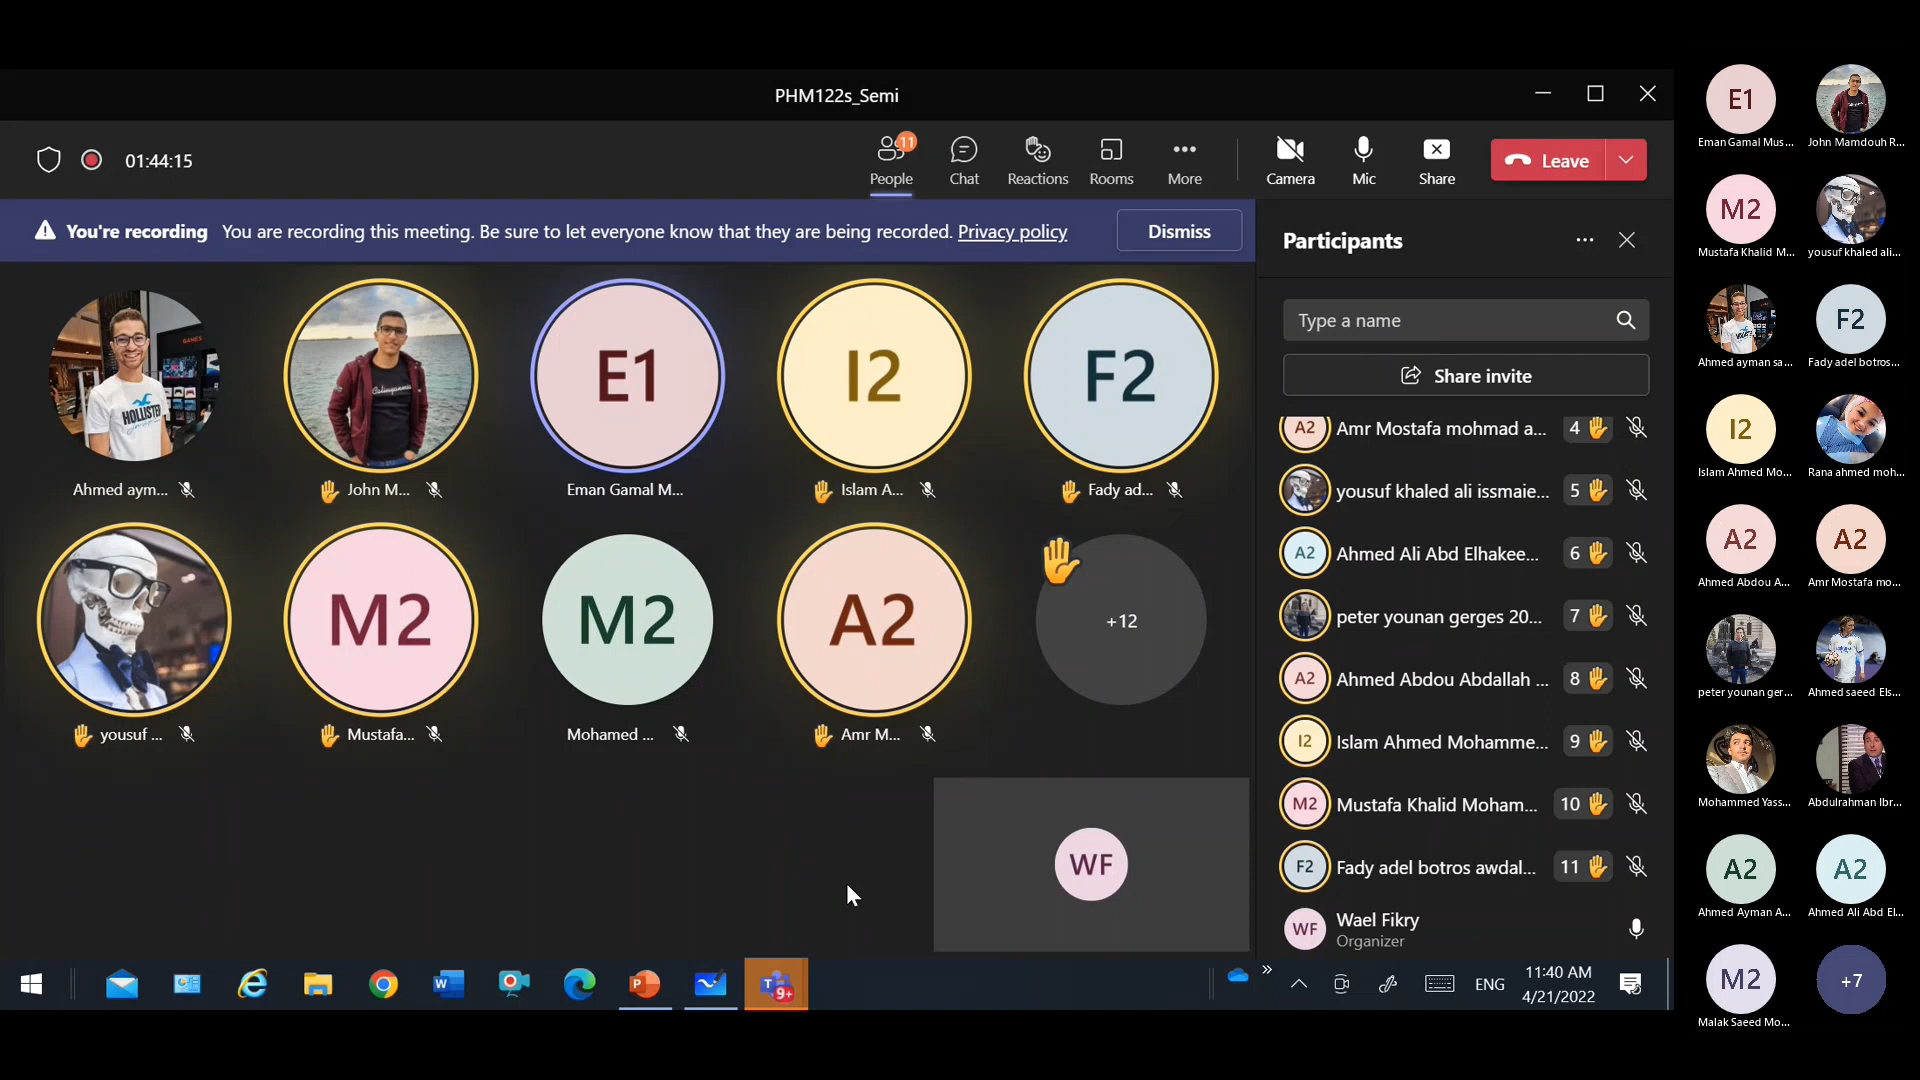 PHM122s_Semi
01:44:15
11
People
Chat
Reactions
Rooms
More
Camera
Mic
Share
Leave
You're recording You are recording this meeting. Be sure to let everyone know that they are being recorded. Privacy policy
Dismiss
HOLLISTER
Ahmed aym...
John M...
E1
Eman Gamal M...
I2
Islam A...
F2
Fady ad...
yousuf ...
M2
Mustafa...
M2
Mohamed ...
A2
Amr M...
+12
WF
Participants
Type a name
Share invite
A2 Amr Mostafa mohmad a... 4
yousuf khaled ali issmaie... 5
A2 Ahmed Ali Abd Elhakee... 6
peter younan gerges 20... 7
A2 Ahmed Abdou Abdallah ... 8
I2 Islam Ahmed Mohamme... 9
M2 Mustafa Khalid Moham... 10
F2 Fady adel botros awdal... 11
WF Wael Fikry
Organizer
9+
ENG
11:40 AM
4/21/2022
E1
Eman Gamal Mus...
John Mamdouh R...
M2
Mustafa Khalid M...
yousuf khaled ali...
Ahmed ayman sa...
F2
Fady adel botros...
I2
Islam Ahmed Mo...
Rana ahmed moh...
A2
Ahmed Abdou A...
A2
Amr Mostafa mo...
peter younan ger...
Ahmed saeed Els...
Mohammed Yass...
Abdulrahman Ibr...
A2
Ahmed Ayman A...
A2
Ahmed Ali Abd El...
M2
Malak Saeed Mo...
+7